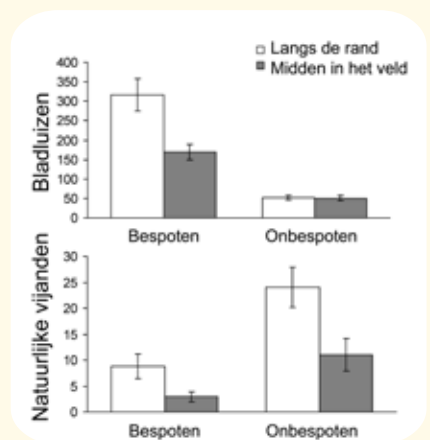 Langs de rand
Midden in het veld
Bladluizen
400
350
300
250
200
150
100
50
0
Bespoten
Onbespoten
Natuurlijke vijanden
30
25
20
15
10
5
0
Bespoten
Onbespoten